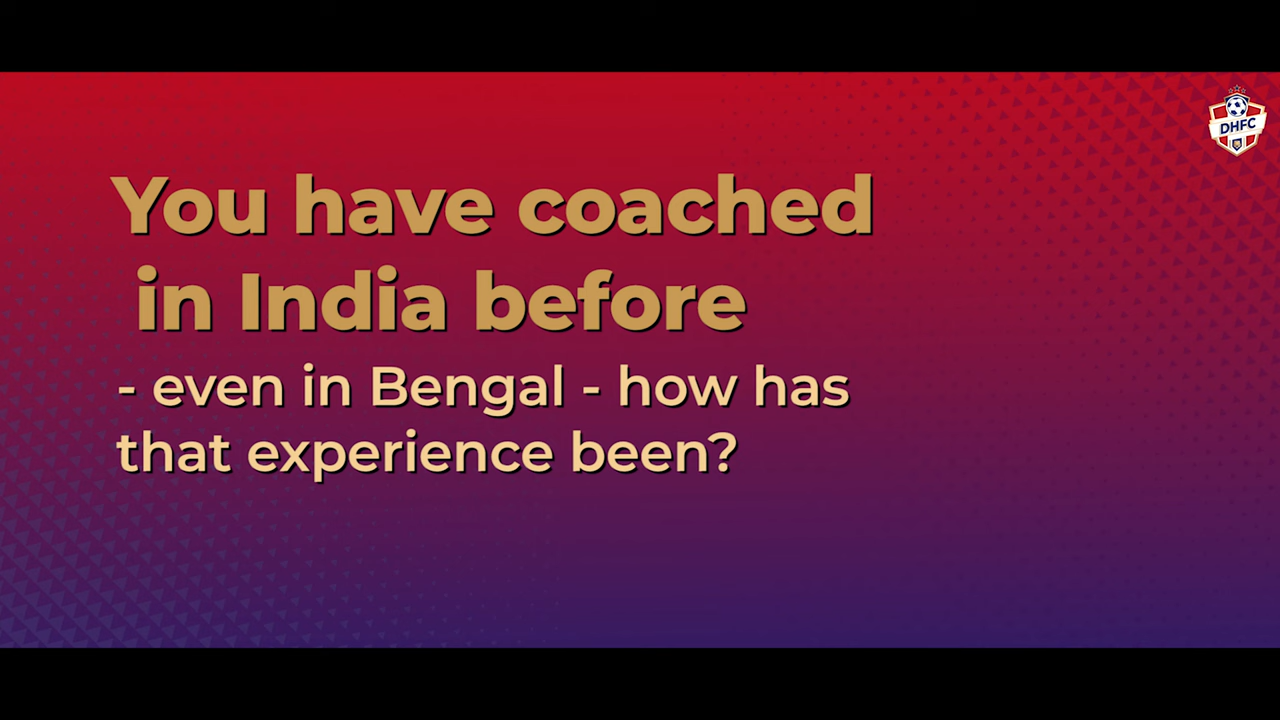 DHFC
You have coached
in India before
- even in Bengal - how has
that experience been?